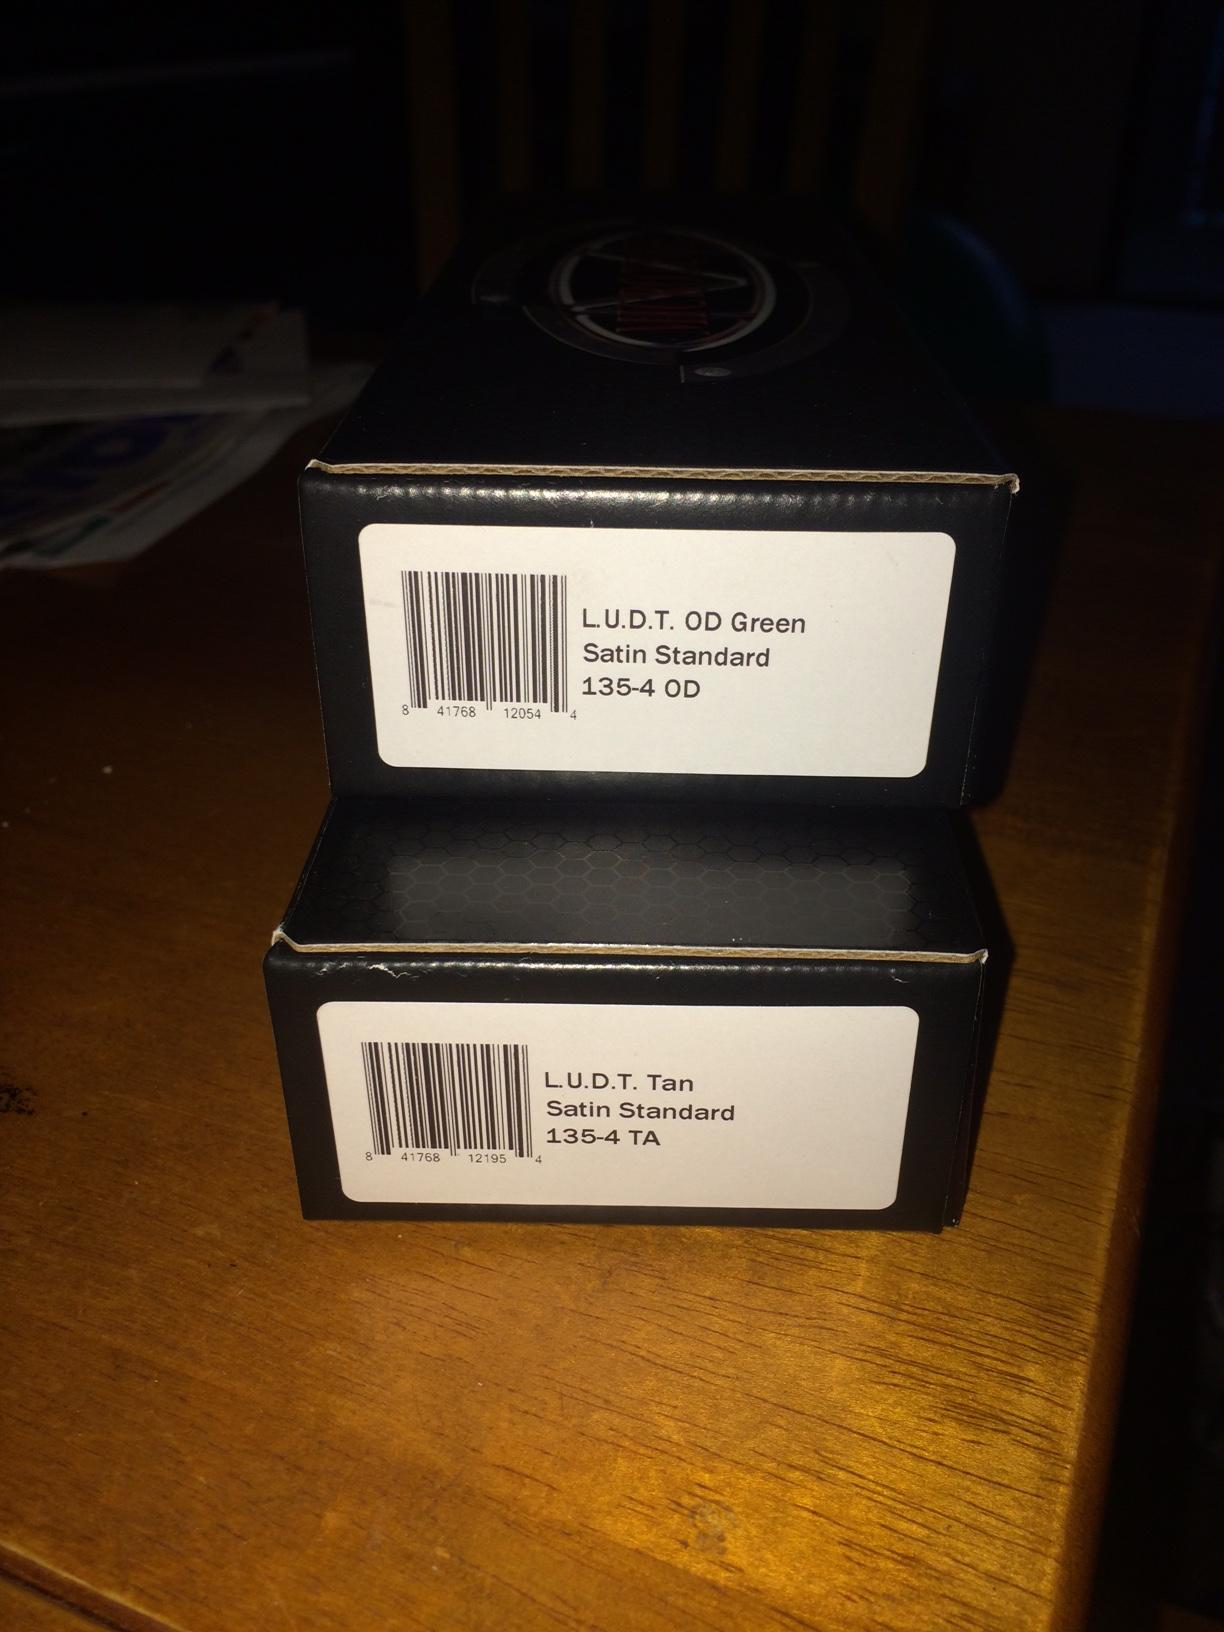 L.U.D.T. OD Green
Satin Standard
135-4 OD
8 41768 12054 4
L.U.D.T. Tan
Satin Standard
135-4 TA
8 41768 12195 4